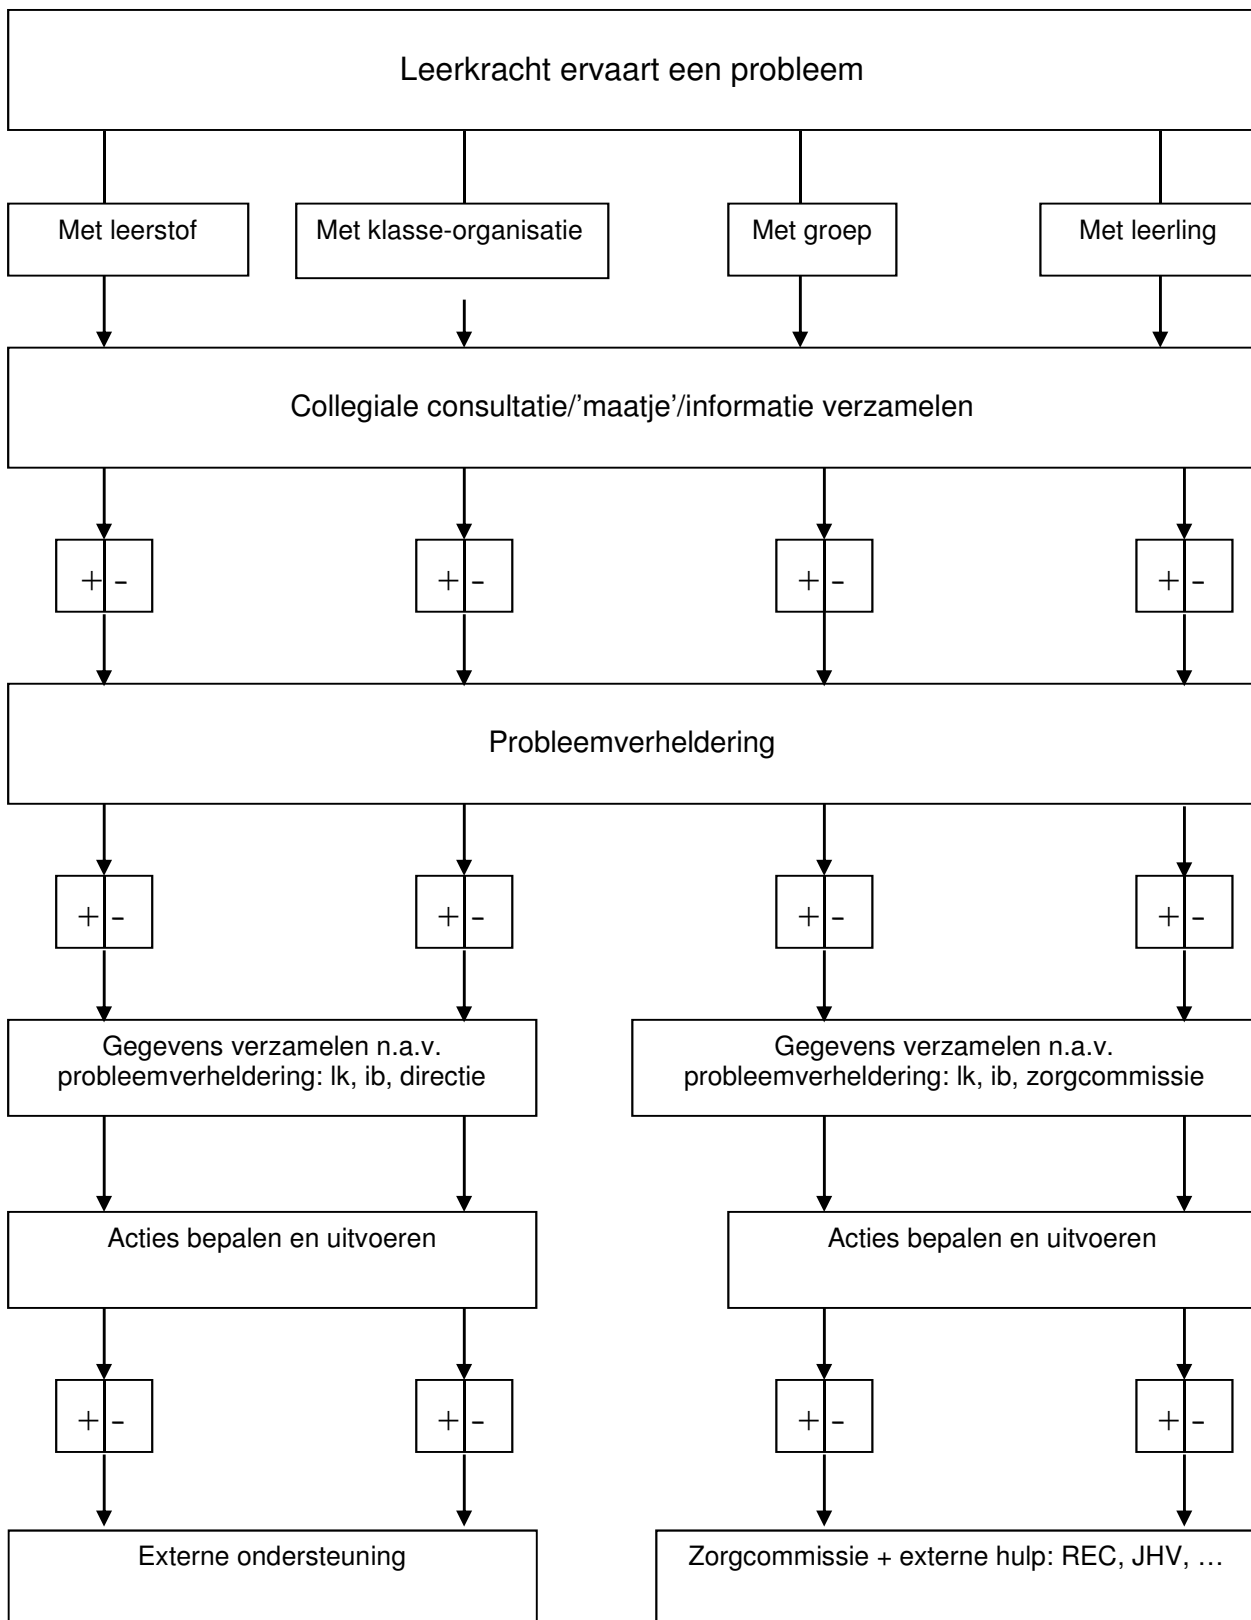 Leerkracht ervaart een probleem
Met leerstof
Met klasse-organisatie
Met groep
Met leerling
Collegiale consultatie/’maatje’/informatie verzamelen
+ -
+ -
+ -
+ -
Probleemverheldering
+ -
+ -
+ -
+ -
Gegevens verzamelen n.a.v.
probleemverheldering: lk, ib, directie
Gegevens verzamelen n.a.v.
probleemverheldering: lk, ib, zorgcommissie
Acties bepalen en uitvoeren
Acties bepalen en uitvoeren
+ -
+ -
+ -
+ -
Externe ondersteuning
Zorgcommissie + externe hulp: REC, JHV, …